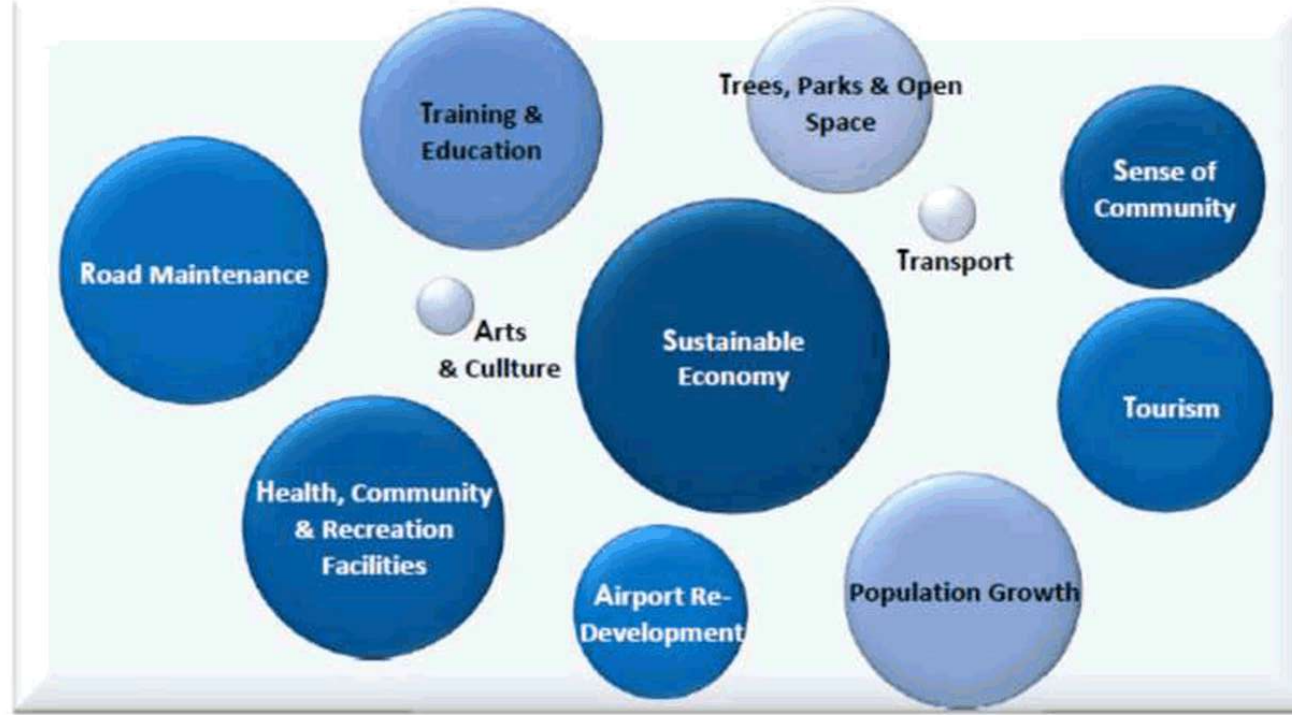 Training &
Education
Trees, Parks & Open
Space
Sense of
Community
Road Maintenance
Transport
Arts
& Cullture
Sustainable
Economy
Tourism
Health, Community
& Recreation
Facilities
Airport Re-
Development
Population Growth